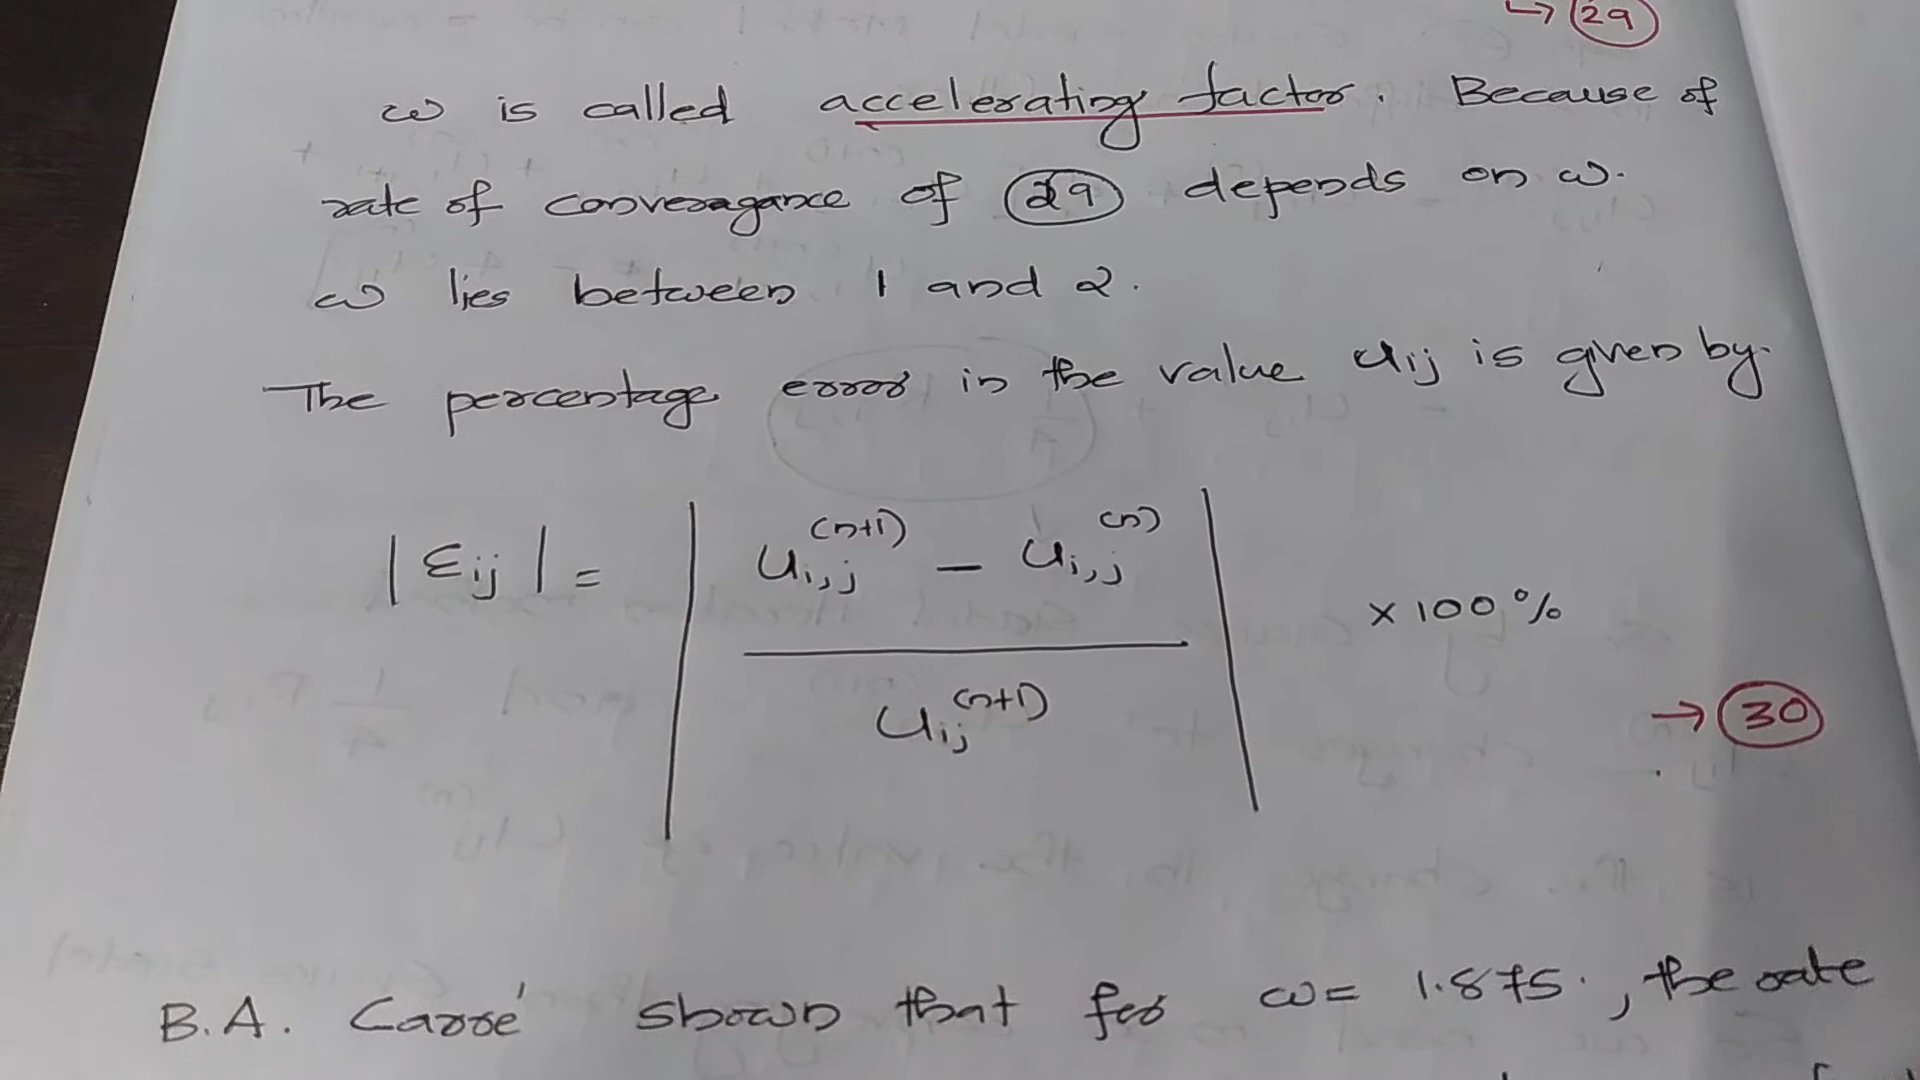 ↳ (29)
ω is called accelerating factor. Because of
rate of converagance of (29) depends on ω.
ω lies between 1 and 2.
The percentage error in the value uij is given by.
|εij| = | (u_{i,j}^{(n+1)} − u_{i,j}^{(n)}) / u_{ij}^{(n+1)} | × 100 %
→ (30)
B.A. Carre' shown that for ω = 1.875., the rate